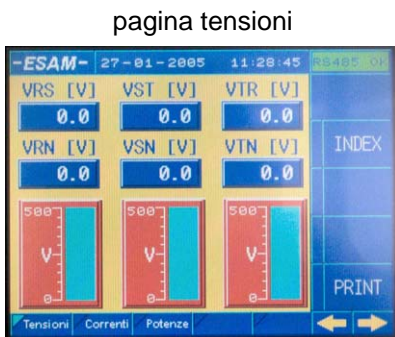 pagina tensioni
-ESAM- 27-01-2005 11:28:45 RS485 OK
VRS [V] VST [V] VTR [V]
0.0 0.0 0.0
VRN [V] VSN [V] VTN [V]
0.0 0.0 0.0
INDEX
500 500 500
V V V
0 0 0
PRINT
Tensioni Correnti Potenze